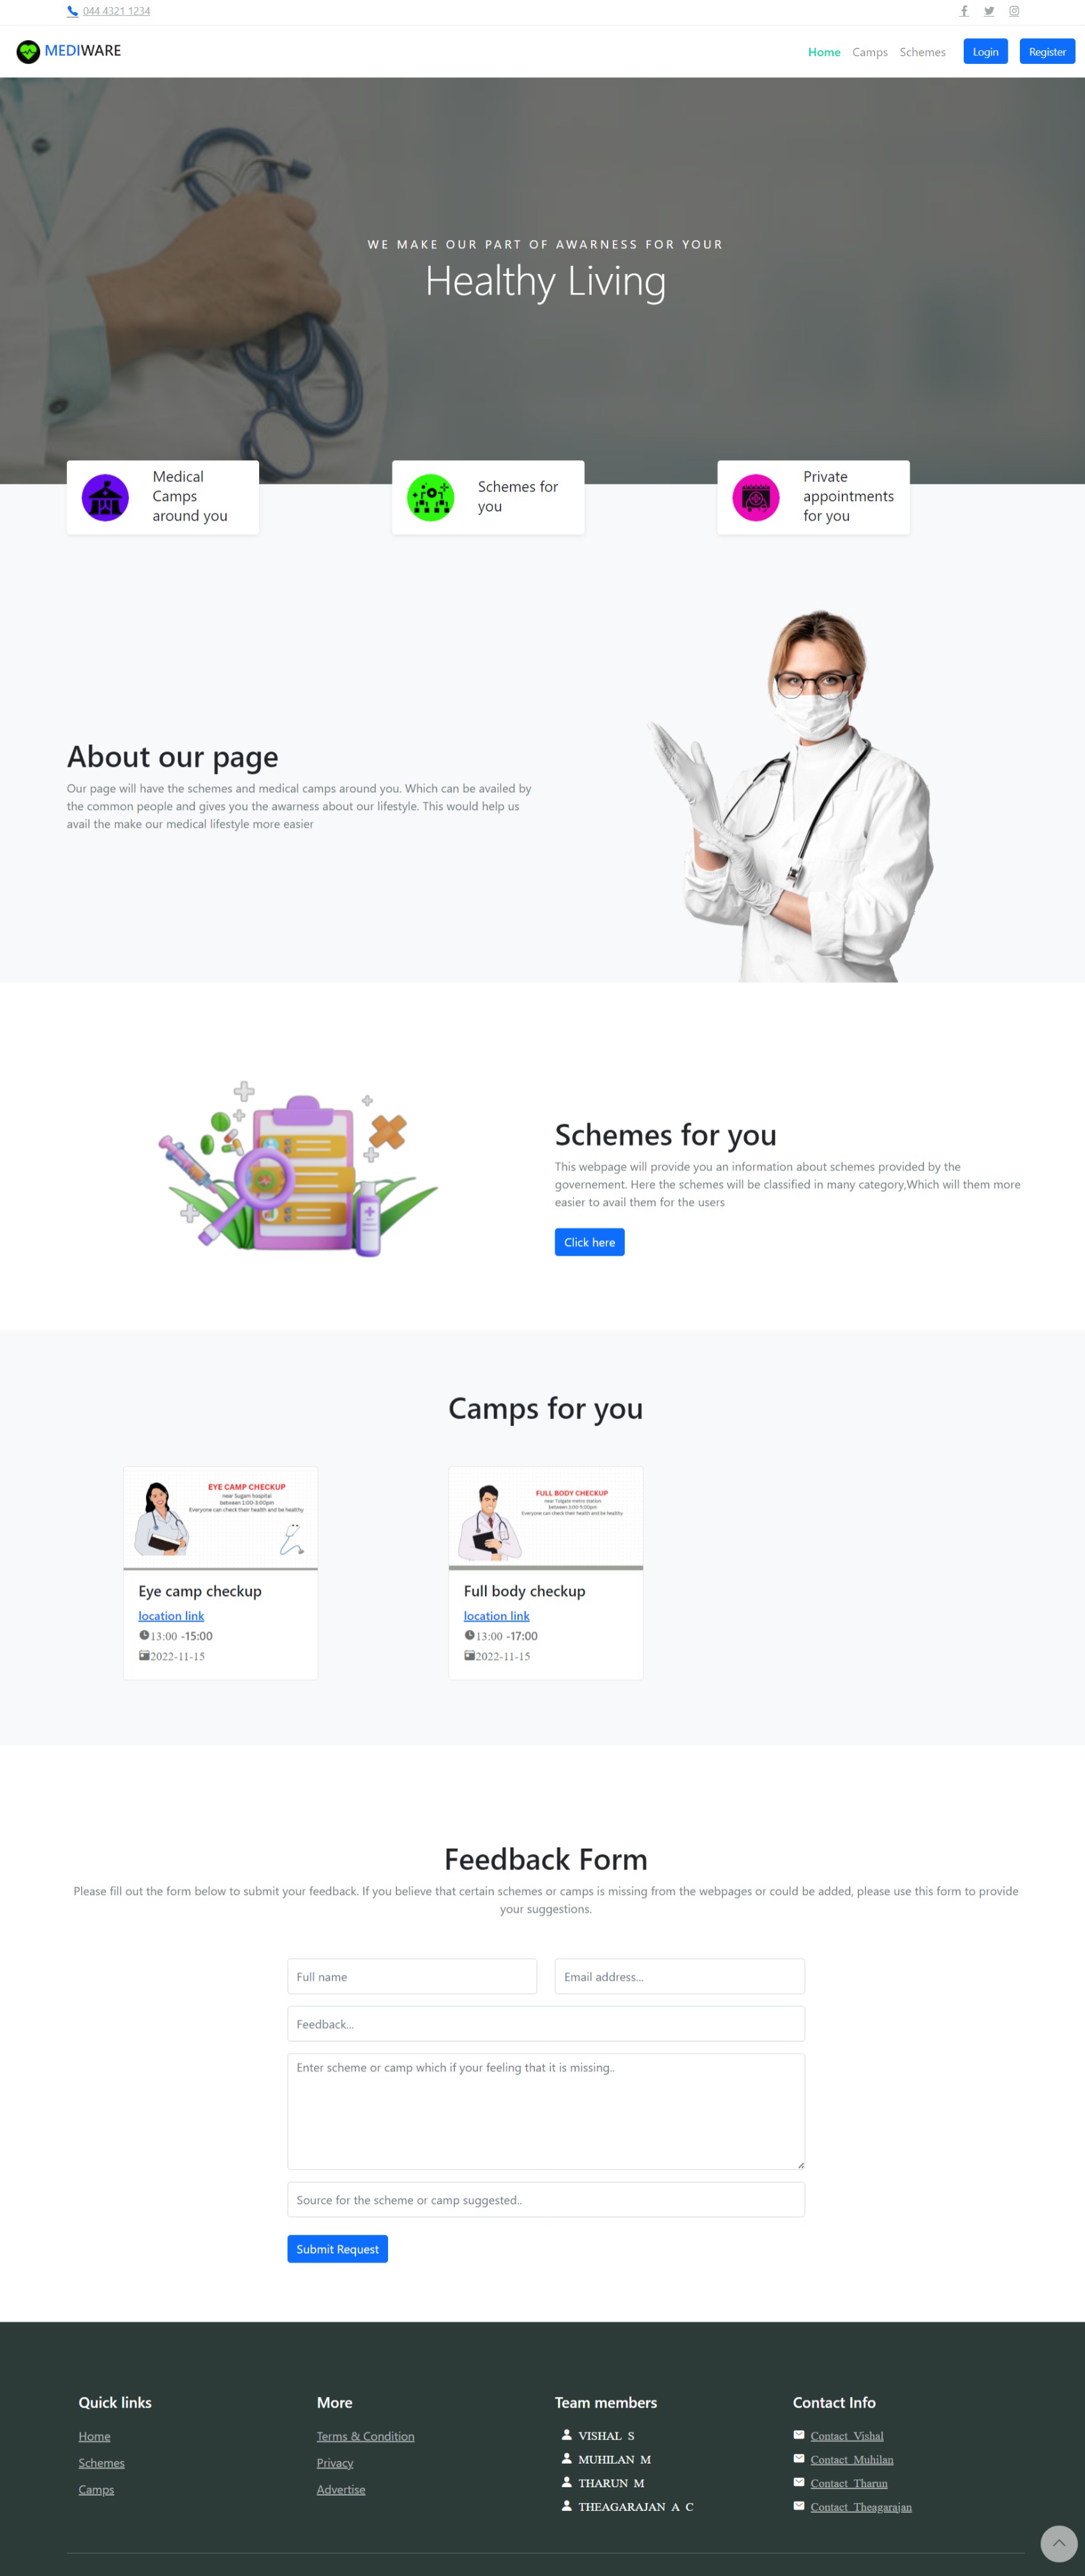 044 4321 1234
MEDIWARE
Home Camps Schemes Login Register
WE MAKE OUR PART OF AWARNESS FOR YOUR
Healthy Living
Medical
Camps
around you
Schemes for
you
Private
appointments
for you
About our page
Our page will have the schemes and medical camps around you. Which can be availed by
the common people and gives you the awarness about our lifestyle. This would help us
avail the make our medical lifestyle more easier
Schemes for you
This webpage will provide you an information about schemes provided by the
governement. Here the schemes will be classified in many category,Which will them more
easier to avail them for the users
Click here
Camps for you
EYE CAMP CHECKUP
near Sugam hospital
between 1:00-3:00pm
Everyone can check their health and be healthy
Eye camp checkup
location link
13:00 -15:00
2022-11-15
FULL BODY CHECKUP
near Tolgate metro station
between 3:00-5:00pm
Everyone can check their health and be healthy
Full body checkup
location link
13:00 -17:00
2022-11-15
Feedback Form
Please fill out the form below to submit your feedback. If you believe that certain schemes or camps is missing from the webpages or could be added, please use this form to provide
your suggestions.
Full name
Email address...
Feedback...
Enter scheme or camp which if your feeling that it is missing..
Source for the scheme or camp suggested..
Submit Request
Quick links
Home
Schemes
Camps
More
Terms & Condition
Privacy
Advertise
Team members
VISHAL S
MUHILAN M
THARUN M
THEAGARAJAN A C
Contact Info
Contact Vishal
Contact Muhilan
Contact Tharun
Contact Theagarajan